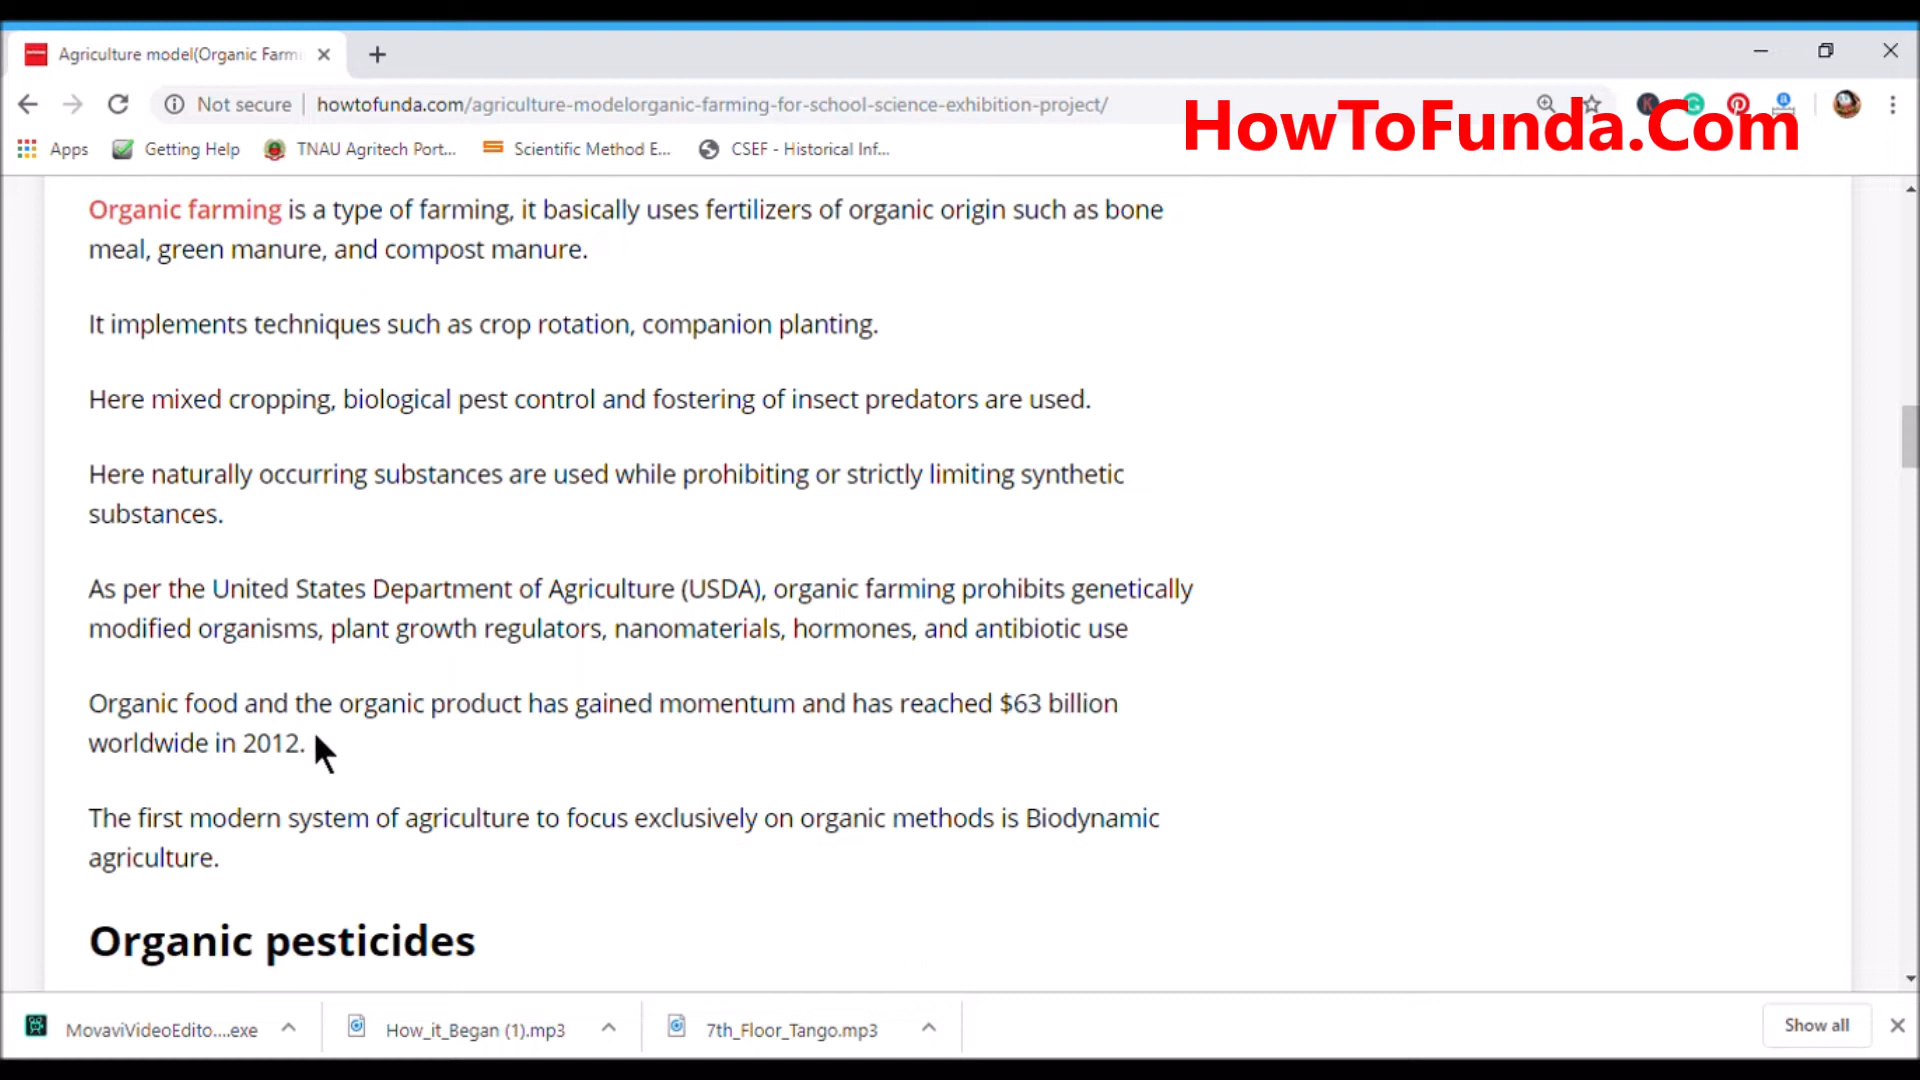 Agriculture model(Organic Farmi
Not secure
howtofunda.com/agriculture-modelorganic-farming-for-school-science-exhibition-project/
HowToFunda.Com
Apps
Getting Help
TNAU Agritech Port...
Scientific Method E...
CSEF - Historical Inf...
Organic farming is a type of farming, it basically uses fertilizers of organic origin such as bone
meal, green manure, and compost manure.
It implements techniques such as crop rotation, companion planting.
Here mixed cropping, biological pest control and fostering of insect predators are used.
Here naturally occurring substances are used while prohibiting or strictly limiting synthetic
substances.
As per the United States Department of Agriculture (USDA), organic farming prohibits genetically
modified organisms, plant growth regulators, nanomaterials, hormones, and antibiotic use
Organic food and the organic product has gained momentum and has reached $63 billion
worldwide in 2012.
The first modern system of agriculture to focus exclusively on organic methods is Biodynamic
agriculture.
Organic pesticides
MovaviVideoEdito....exe
How_it_Began (1).mp3
7th_Floor_Tango.mp3
Show all